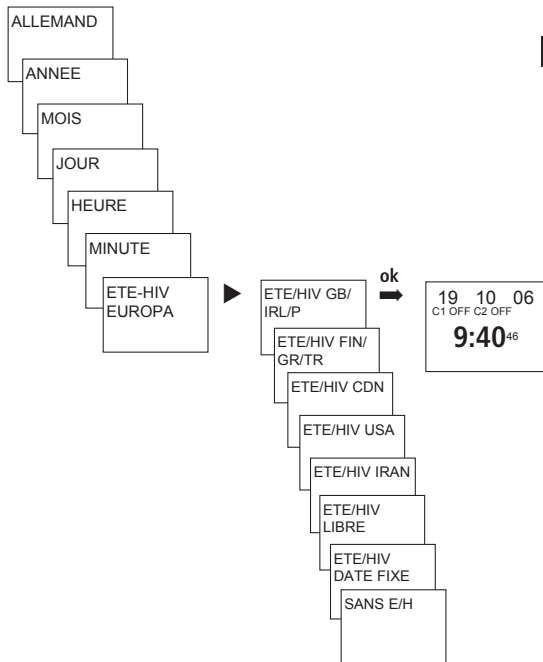 ALLEMAND
ANNEE
MOIS
JOUR
HEURE
MINUTE
ETE-HIV
EUROPA
ETE/HIV GB/
IRL/P
ETE/HIV FIN/
GR/TR
ETE/HIV CDN
ETE/HIV USA
ETE/HIV IRAN
ETE/HIV
LIBRE
ETE/HIV
DATE FIXE
SANS E/H
ok
19 10 06
C1 OFF C2 OFF
9:40 46